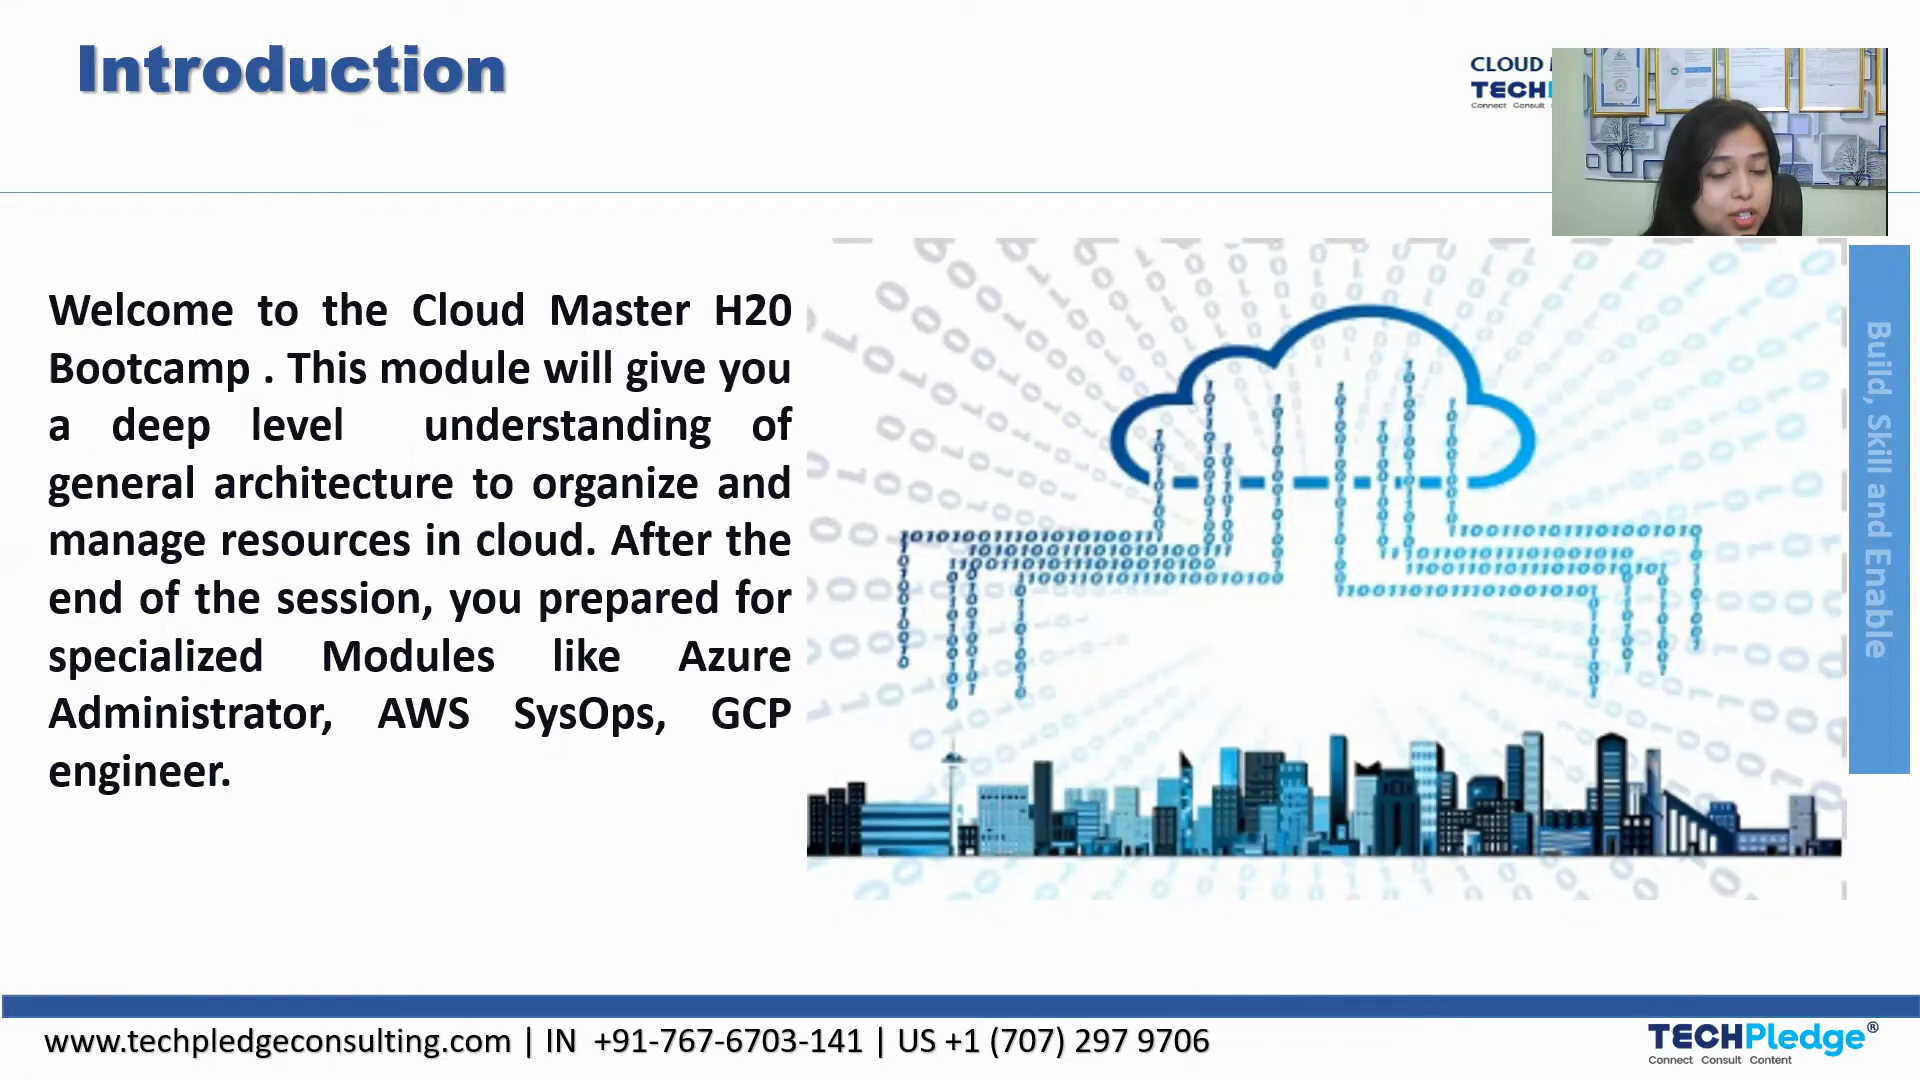 Introduction
CLOUD
TECH
Connect Consult
Welcome to the Cloud Master H20
Bootcamp . This module will give you
a deep level understanding of
general architecture to organize and
manage resources in cloud. After the
end of the session, you prepared for
specialized Modules like Azure
Administrator, AWS SysOps, GCP
engineer.
Build, Skill and Enable
www.techpledgeconsulting.com | IN +91-767-6703-141 | US +1 (707) 297 9706
TECHPledge®
Connect Consult Content